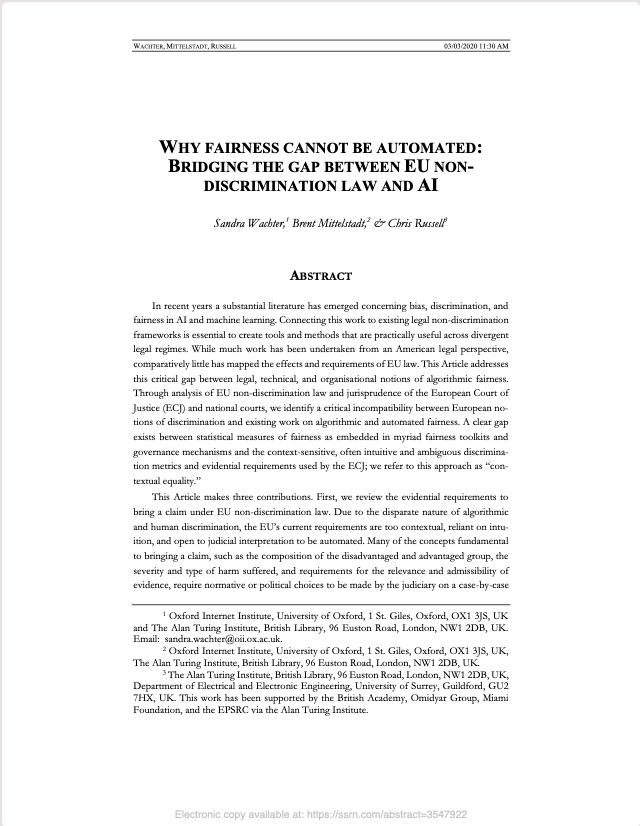 WACHTER, MITTELSTADT, RUSSELL 03/03/2020 11:30 AM
WHY FAIRNESS CANNOT BE AUTOMATED:
BRIDGING THE GAP BETWEEN EU NON-
DISCRIMINATION LAW AND AI
Sandra Wachter,1 Brent Mittelstadt,2 & Chris Russell3
ABSTRACT
In recent years a substantial literature has emerged concerning bias, discrimination, and
fairness in AI and machine learning. Connecting this work to existing legal non-discrimination
frameworks is essential to create tools and methods that are practically useful across divergent
legal regimes. While much work has been undertaken from an American legal perspective,
comparatively little has mapped the effects and requirements of EU law. This Article addresses
this critical gap between legal, technical, and organisational notions of algorithmic fairness.
Through analysis of EU non-discrimination law and jurisprudence of the European Court of
Justice (ECJ) and national courts, we identify a critical incompatibility between European no-
tions of discrimination and existing work on algorithmic and automated fairness. A clear gap
exists between statistical measures of fairness as embedded in myriad fairness toolkits and
governance mechanisms and the context-sensitive, often intuitive and ambiguous discrimina-
tion metrics and evidential requirements used by the ECJ; we refer to this approach as “con-
textual equality.”
This Article makes three contributions. First, we review the evidential requirements to
bring a claim under EU non-discrimination law. Due to the disparate nature of algorithmic
and human discrimination, the EU’s current requirements are too contextual, reliant on intu-
ition, and open to judicial interpretation to be automated. Many of the concepts fundamental
to bringing a claim, such as the composition of the disadvantaged and advantaged group, the
severity and type of harm suffered, and requirements for the relevance and admissibility of
evidence, require normative or political choices to be made by the judiciary on a case-by-case
1 Oxford Internet Institute, University of Oxford, 1 St. Giles, Oxford, OX1 3JS, UK
and The Alan Turing Institute, British Library, 96 Euston Road, London, NW1 2DB, UK.
Email: sandra.wachter@oii.ox.ac.uk.
2 Oxford Internet Institute, University of Oxford, 1 St. Giles, Oxford, OX1 3JS, UK,
The Alan Turing Institute, British Library, 96 Euston Road, London, NW1 2DB, UK.
3 The Alan Turing Institute, British Library, 96 Euston Road, London, NW1 2DB, UK,
Department of Electrical and Electronic Engineering, University of Surrey, Guildford, GU2
7HX, UK. This work has been supported by the British Academy, Omidyar Group, Miami
Foundation, and the EPSRC via the Alan Turing Institute.
Electronic copy available at: https://ssrn.com/abstract=3547922